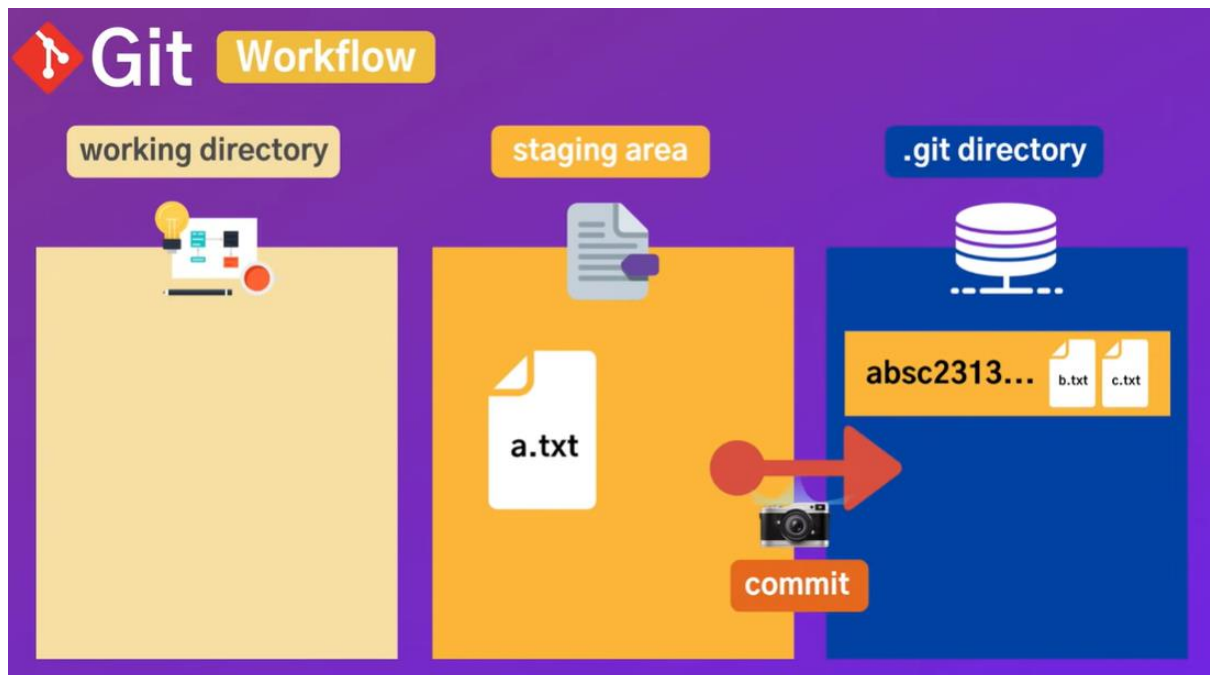 Git Workflow
working directory
staging area
.git directory
absc2313... b.txt c.txt
a.txt
commit